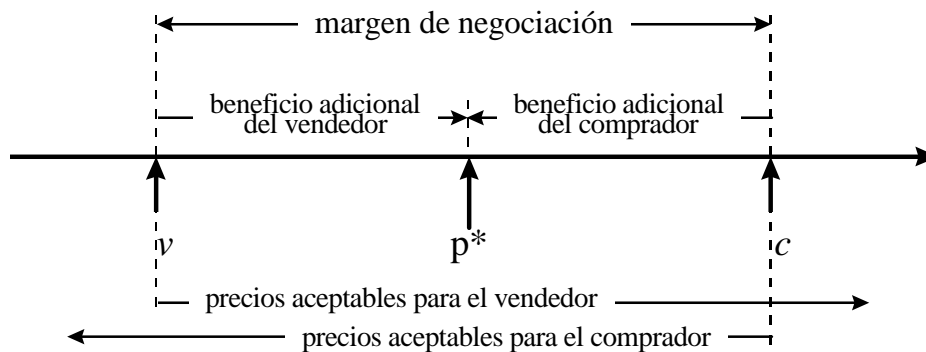 margen de negociación
beneficio adicional
del vendedor
beneficio adicional
del comprador
v
p*
c
precios aceptables para el vendedor
precios aceptables para el comprador